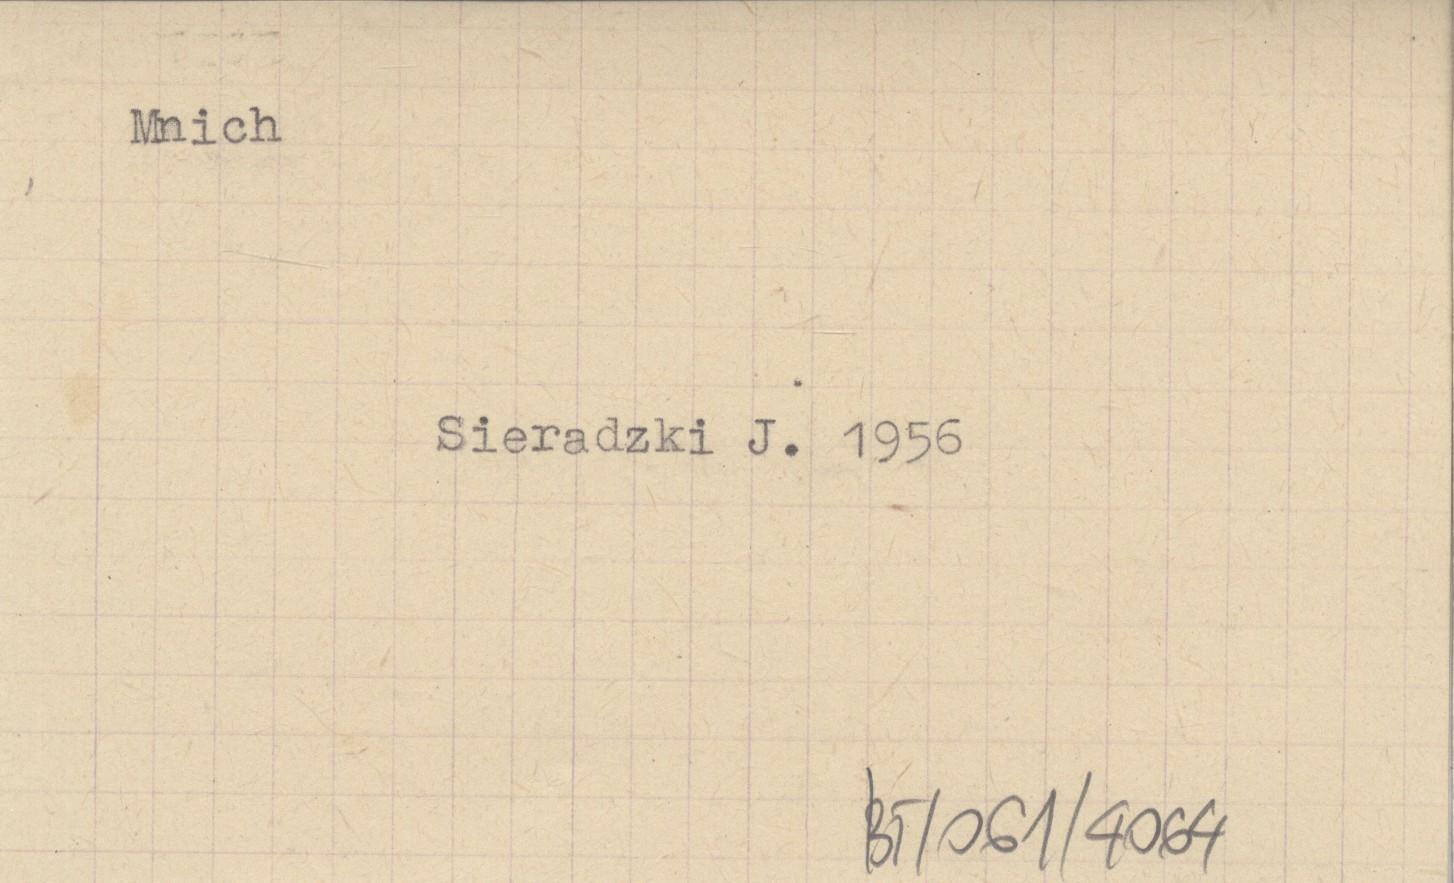 Mnich
Sieradzki J. 1956
BT/061/4064